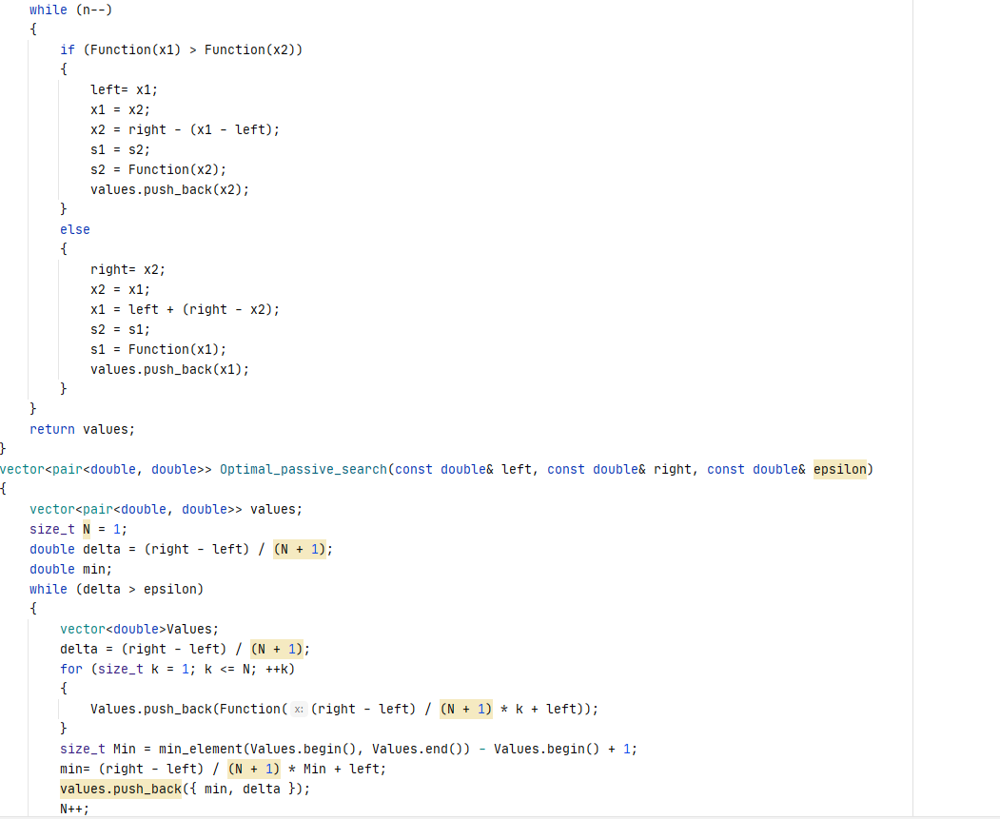 while (n--)
{
if (Function(x1) > Function(x2))
{
left= x1;
x1 = x2;
x2 = right - (x1 - left);
s1 = s2;
s2 = Function(x2);
values.push_back(x2);
}
else
{
right= x2;
x2 = x1;
x1 = left + (right - x2);
s2 = s1;
s1 = Function(x1);
values.push_back(x1);
}
}
return values;
}
vector<pair<double, double>> Optimal_passive_search(const double& left, const double& right, const double& epsilon)
{
vector<pair<double, double>> values;
size_t N = 1;
double delta = (right - left) / (N + 1);
double min;
while (delta > epsilon)
{
vector<double>Values;
delta = (right - left) / (N + 1);
for (size_t k = 1; k <= N; ++k)
{
Values.push_back(Function( x: (right - left) / (N + 1) * k + left));
}
size_t Min = min_element(Values.begin(), Values.end()) - Values.begin() + 1;
min= (right - left) / (N + 1) * Min + left;
values.push_back({ min, delta });
N++;